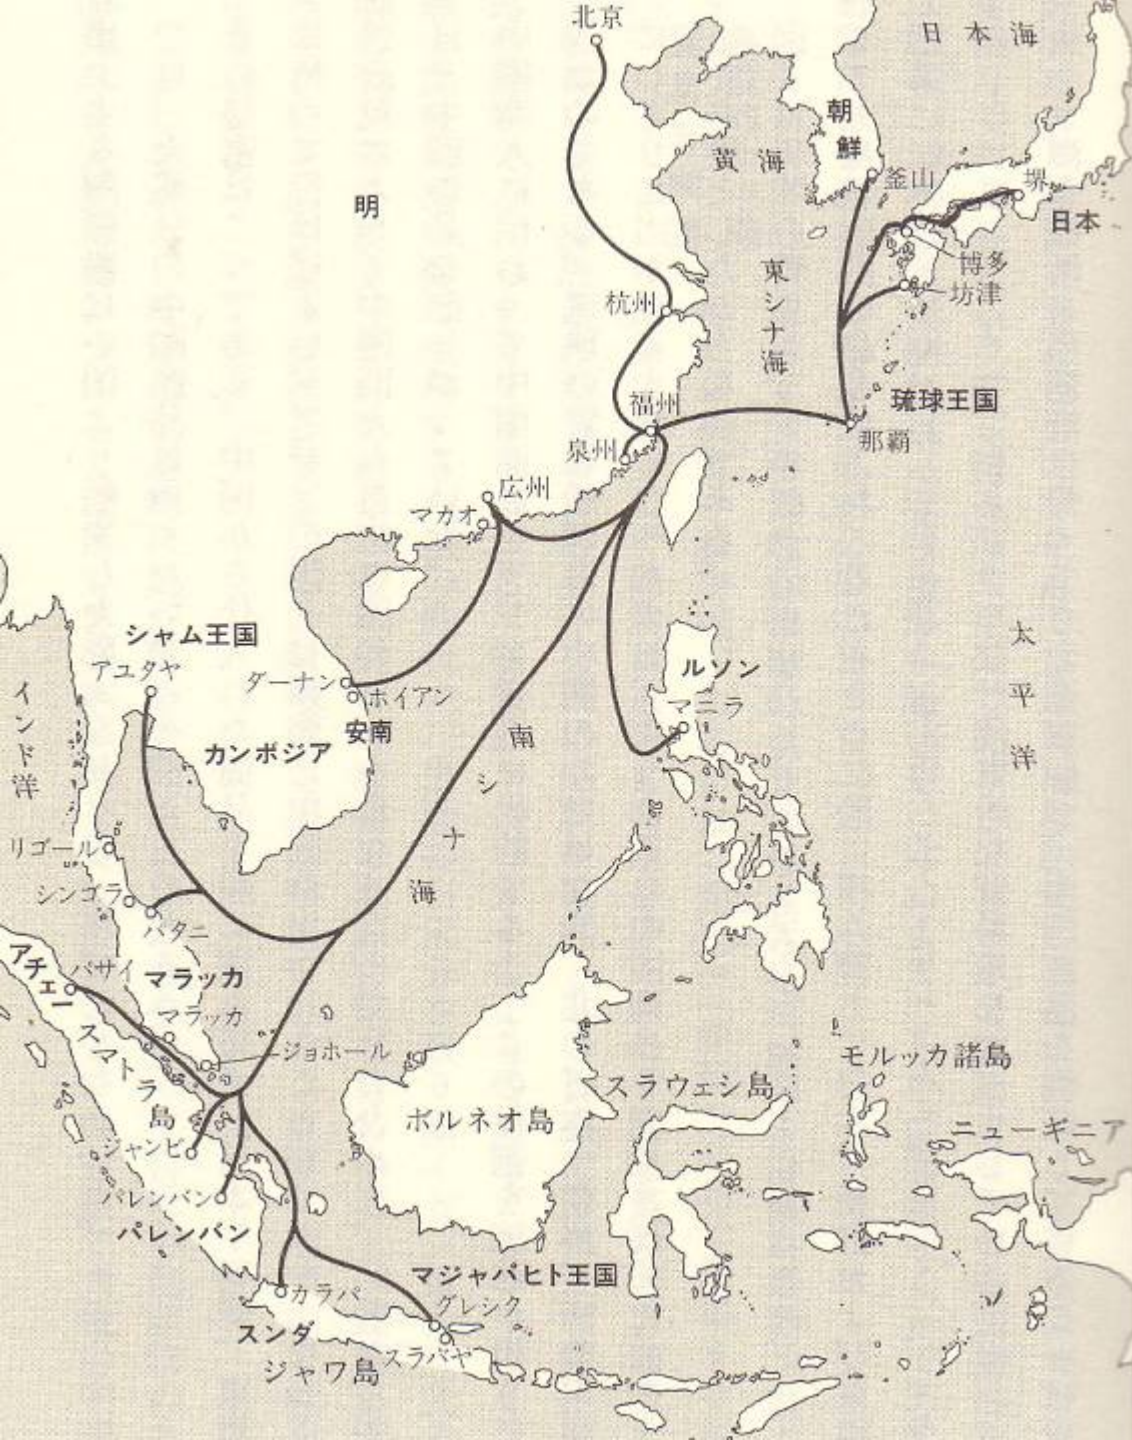 北京
日本海
朝鮮
黄海
釜山
堺
明
日本
博多
東シナ海
坊津
杭州
福州
琉球王国
那覇
泉州
広州
マカオ
シャム王国
アユタヤ
ダーナン
ホイアン
安南
カンボジア
インド洋
南シナ海
ルソン
マニラ
太平洋
リゴール
シンゴラ
パタニ
アチェー
パサイ
マラッカ
マラッカ
スマトラ島
ジョホール
モルッカ諸島
スラウェシ島
ボルネオ島
ニューギニア
ジャンビ
パレンバン
パレンバン
マジャパヒト王国
カラパ
グレシク
スンダ
スラバヤ
ジャワ島